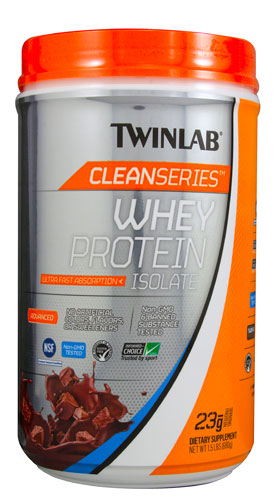 TWINLAB®
CLEANSERIES™
WHEY
PROTEIN
ULTRA FAST ABSORPTION
ISOLATE
ADVANCED
NO ARTIFICIAL
COLORS, FLAVORS
OR SWEETENERS
Non-GMO
& BANNED
SUBSTANCE
TESTED
NSF
Non-GMO
TESTED
INFORMED
CHOICE
Trusted by sport
23g
DIETARY SUPPLEMENT
NET WT 1.5 LBS (680g)